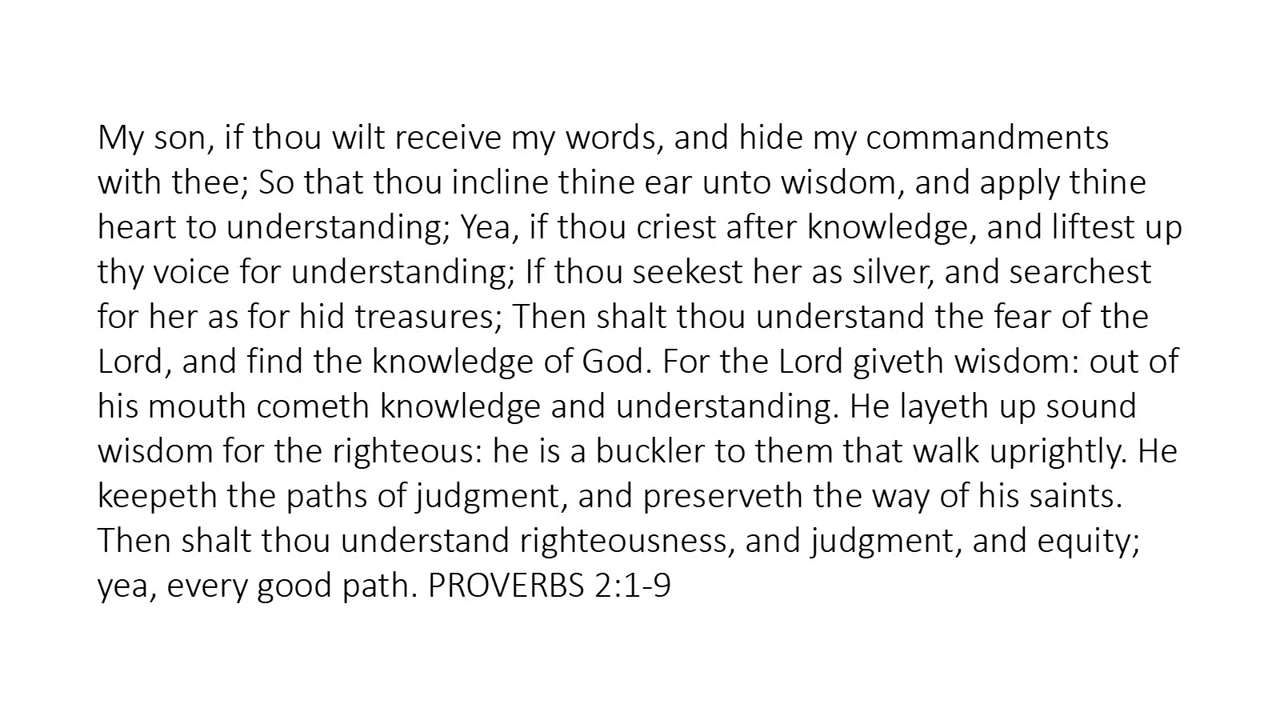 My son, if thou wilt receive my words, and hide my commandments
with thee; So that thou incline thine ear unto wisdom, and apply thine
heart to understanding; Yea, if thou criest after knowledge, and liftest up
thy voice for understanding; If thou seekest her as silver, and searchest
for her as for hid treasures; Then shalt thou understand the fear of the
Lord, and find the knowledge of God. For the Lord giveth wisdom: out of
his mouth cometh knowledge and understanding. He layeth up sound
wisdom for the righteous: he is a buckler to them that walk uprightly. He
keepeth the paths of judgment, and preserveth the way of his saints.
Then shalt thou understand righteousness, and judgment, and equity;
yea, every good path. PROVERBS 2:1-9